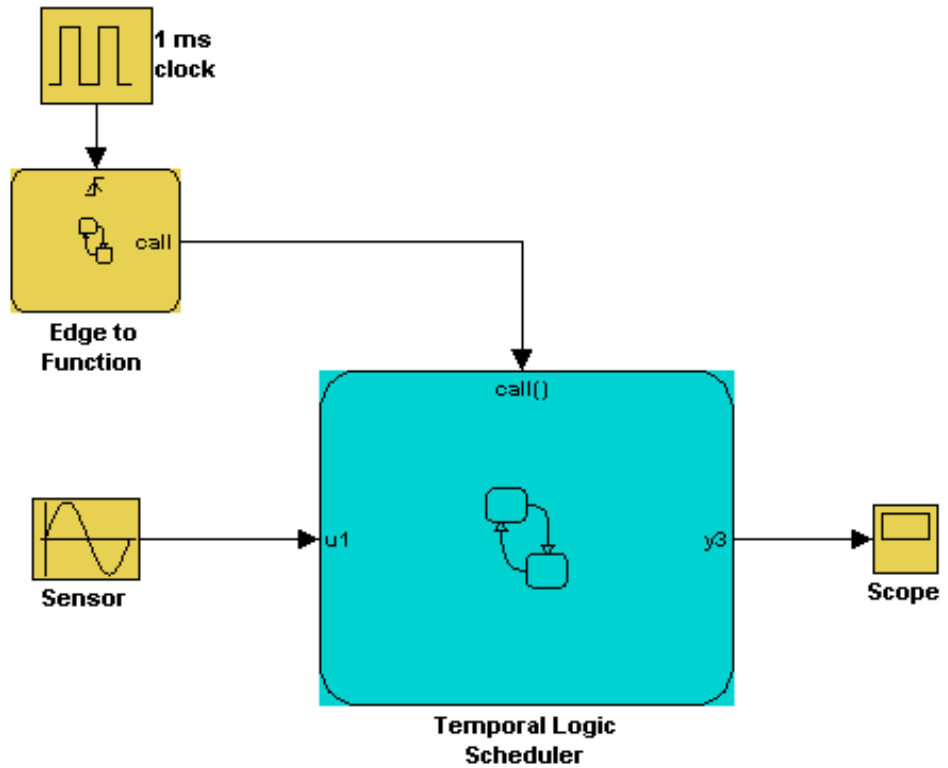 1 ms
clock
call
Edge to
Function
call()
u1
y3
Sensor
Scope
Temporal Logic
Scheduler